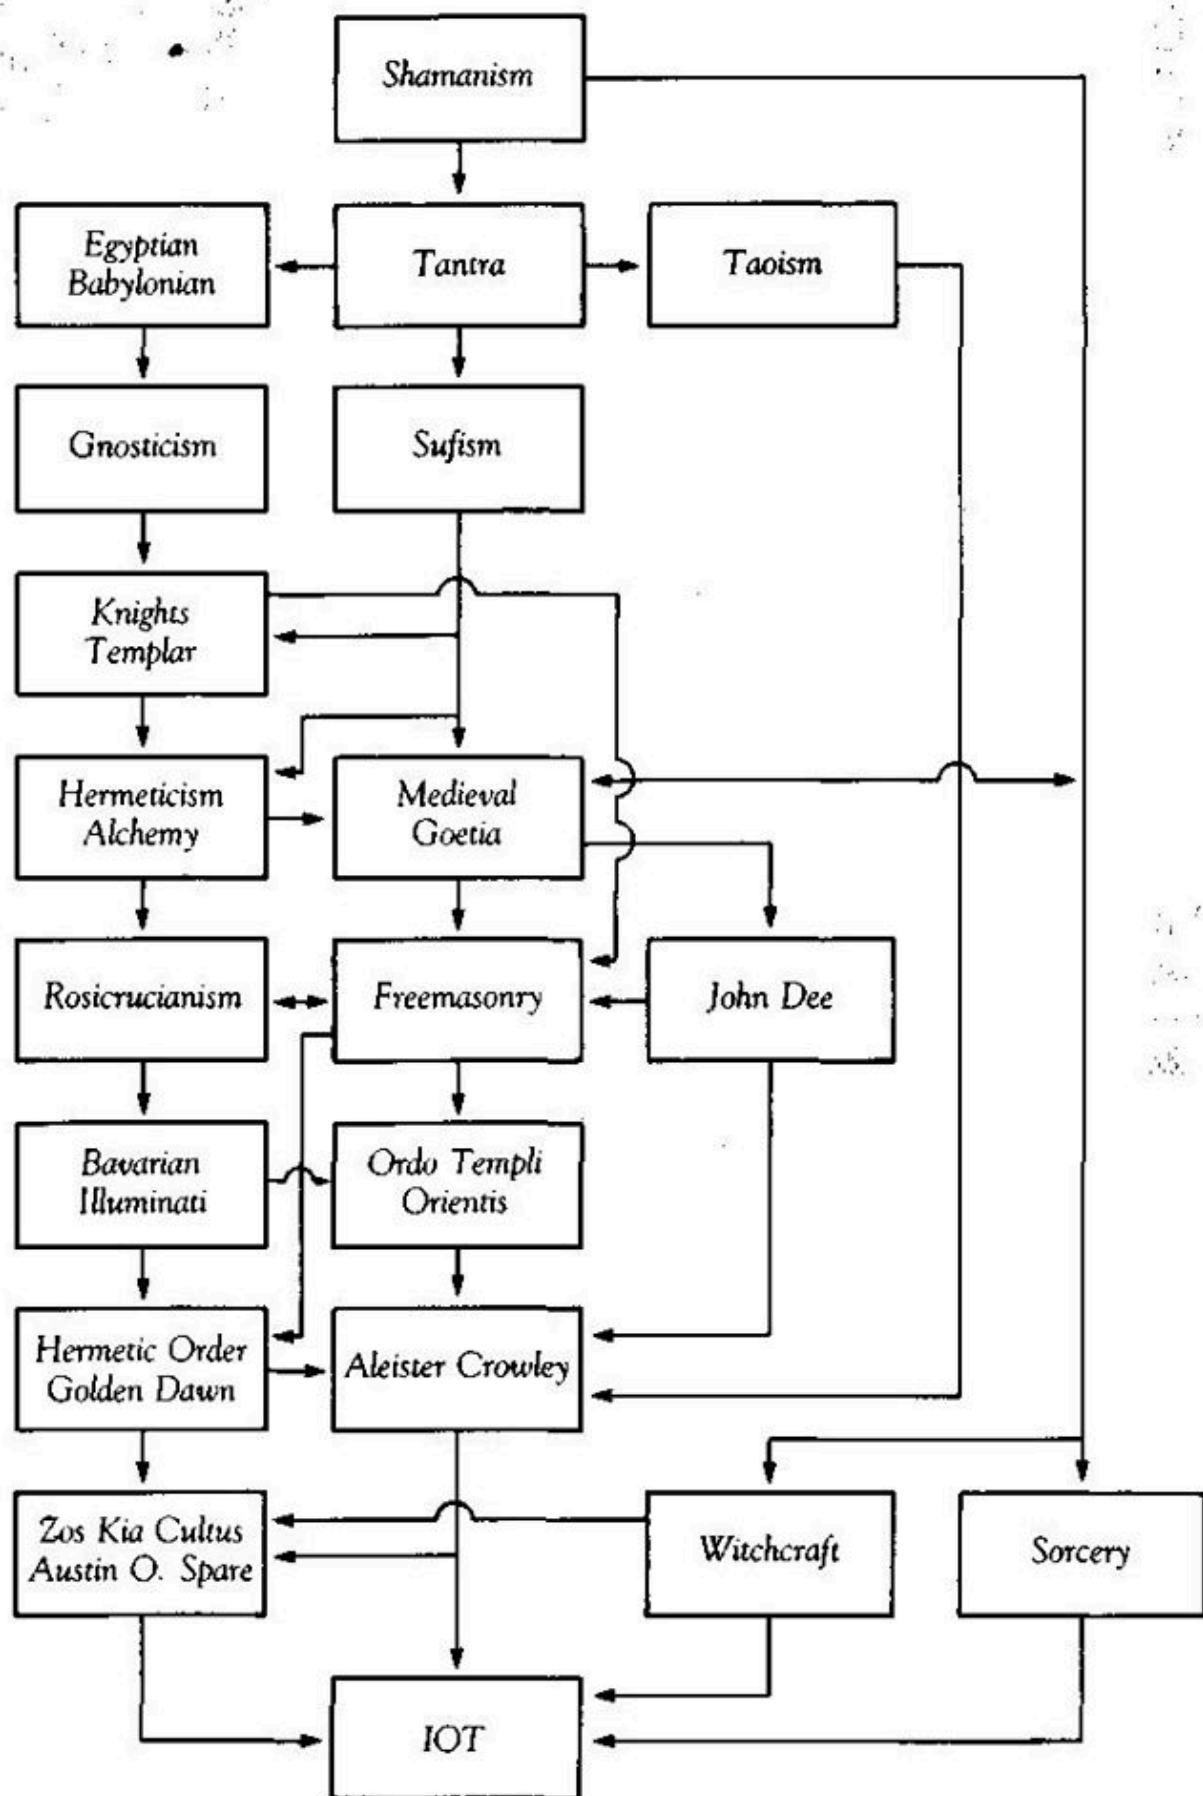 Shamanism
Egyptian
Babylonian
Tantra
Taoism
Gnosticism
Sufism
Knights
Templar
Hermeticism
Alchemy
Medieval
Goetia
Rosicrucianism
Freemasonry
John Dee
Bavarian
Illuminati
Ordo Templi
Orientis
Hermetic Order
Golden Dawn
Aleister Crowley
Zos Kia Cultus
Austin O. Spare
Witchcraft
Sorcery
IOT